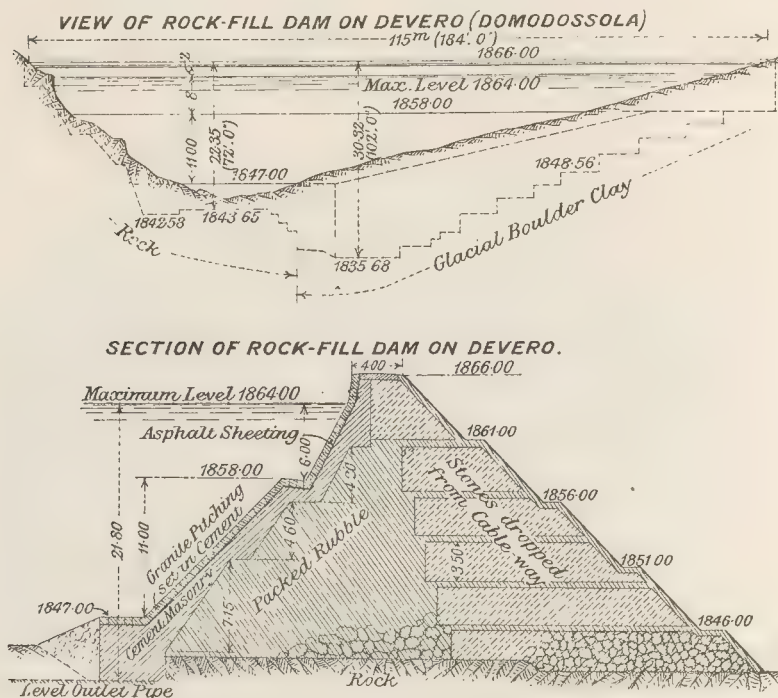 VIEW OF ROCK-FILL DAM ON DEVERO (DOMODOSSOLA)
115m (184'. 0")
1866·00
2
Max. Level 1864·00
8
1858·00
11·00
22·35
(72'. 0")
30·32
(102'. 0")
1847·00
1848·56
1842·53
1843 65
1835 68
Rock
Glacial Boulder Clay
SECTION OF ROCK-FILL DAM ON DEVERO.
4·00
1866·00
Maximum Level 1864·00
Asphalt Sheeting
6·00
1861·00
1858·00
4·20
Stones dropped
from Cable way
1856·00
21·80
11·00
Granite Pitching
set in Cement
4 60
Packed Rubble
3·50
1851·00
1847·00
Cement Masonry
7·15
1846·00
Rock
Level Outlet Pipe